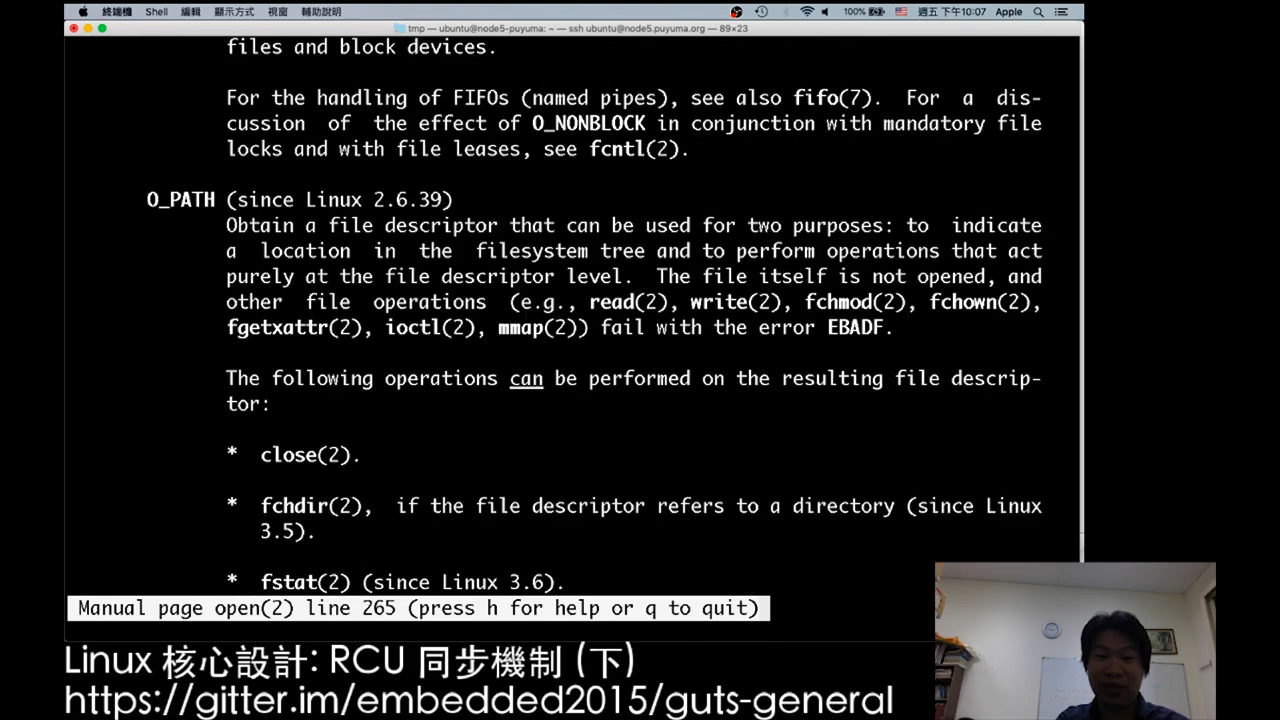 終端機 Shell 編輯 顯示方式 視窗 輔助說明 100% 週五下午10:07 Apple
tmp — ubuntu@node5-puyuma: ~ — ssh ubuntu@node5.puyuma.org — 89×23
files and block devices.
For the handling of FIFOs (named pipes), see also fifo(7). For a dis-
cussion of the effect of O_NONBLOCK in conjunction with mandatory file
locks and with file leases, see fcntl(2).
O_PATH (since Linux 2.6.39)
Obtain a file descriptor that can be used for two purposes: to indicate
a location in the filesystem tree and to perform operations that act
purely at the file descriptor level. The file itself is not opened, and
other file operations (e.g., read(2), write(2), fchmod(2), fchown(2),
fgetxattr(2), ioctl(2), mmap(2)) fail with the error EBADF.
The following operations can be performed on the resulting file descrip-
tor:
* close(2).
* fchdir(2), if the file descriptor refers to a directory (since Linux
3.5).
* fstat(2) (since Linux 3.6).
Manual page open(2) line 265 (press h for help or q to quit)
Linux 核心設計: RCU 同步機制 (下)
https://gitter.im/embedded2015/guts-general